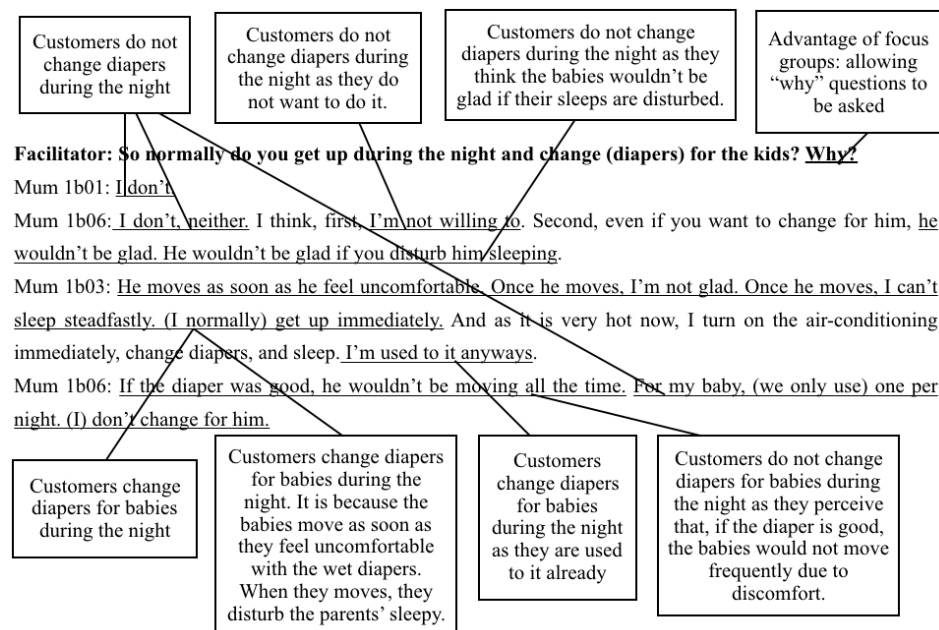 Customers do not
change diapers
during the night
Customers do not
change diapers during
the night as they do
not want to do it.
Customers do not change
diapers during the night as they
think the babies wouldn't be
glad if their sleeps are disturbed.
Advantage of focus
groups: allowing
“why” questions to
be asked
Facilitator: So normally do you get up during the night and change (diapers) for the kids? Why?
Mum 1b01: I don't.
Mum 1b06: I don't, neither. I think, first, I'm not willing to. Second, even if you want to change for him, he
wouldn't be glad. He wouldn't be glad if you disturb him sleeping.
Mum 1b03: He moves as soon as he feel uncomfortable. Once he moves, I'm not glad. Once he moves, I can't
sleep steadfastly. (I normally) get up immediately. And as it is very hot now, I turn on the air-conditioning
immediately, change diapers, and sleep. I'm used to it anyways.
Mum 1b06: If the diaper was good, he wouldn't be moving all the time. For my baby, (we only use) one per
night. (I) don't change for him.
Customers change
diapers for babies
during the night
Customers change diapers
for babies during the
night. It is because the
babies move as soon as
they feel uncomfortable
with the wet diapers.
When they moves, they
disturb the parents' sleepy.
Customers
change diapers
for babies
during the night
as they are used
to it already
Customers do not change
diapers for babies during
the night as they perceive
that, if the diaper is good,
the babies would not move
frequently due to
discomfort.